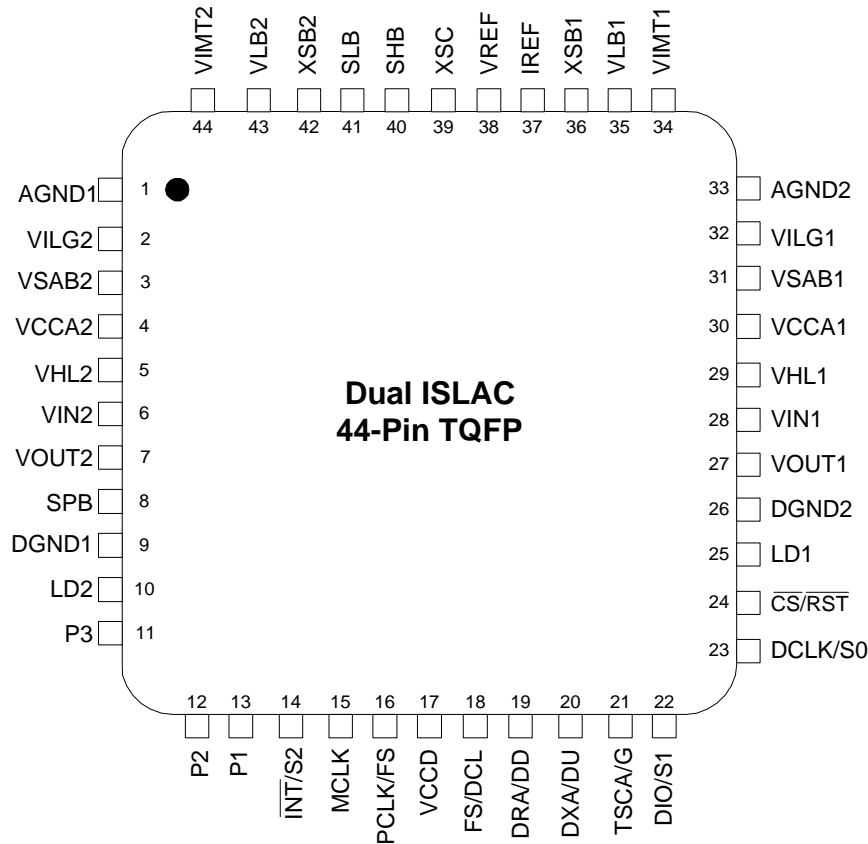 VIMT2
VLB2
XSB2
SLB
SHB
XSC
VREF
IREF
XSB1
VLB1
VIMT1
44
43
42
41
40
39
38
37
36
35
34
AGND1 1
VILG2 2
VSAB2 3
VCCA2 4
VHL2 5
VIN2 6
VOUT2 7
SPB 8
DGND1 9
LD2 10
P3 11
Dual ISLAC
44-Pin TQFP
33 AGND2
32 VILG1
31 VSAB1
30 VCCA1
29 VHL1
28 VIN1
27 VOUT1
26 DGND2
25 LD1
24 C̅S̅/R̅S̅T̅
23 DCLK/S0
12
13
14
15
16
17
18
19
20
21
22
P2
P1
I̅N̅T̅/S2
MCLK
PCLK/FS
VCCD
FS/DCL
DRA/DD
DXA/DU
TSCA/G
DIO/S1